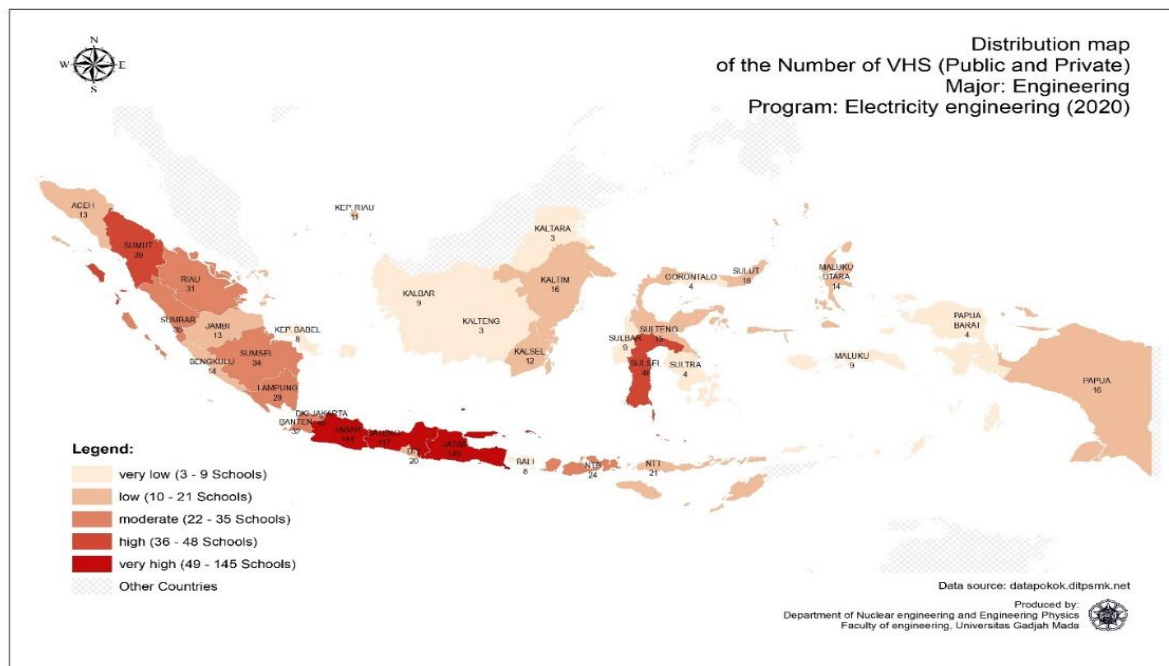 Distribution map
of the Number of VHS (Public and Private)
Major: Engineering
Program: Electricity engineering (2020)
N
W E
S
ACEH
13
SUMUT
39
RIAU
31
KEP. RIAU
11
SUMBAR
35
JAMBI
13
KEP. BABEL
8
BENGKULU
14
SUMSEL
34
LAMPUNG
29
DKI JAKARTA
BANTEN
JABAR
144
JATENG
117
20
JATIM
145
BALI
8
NTB
24
NTT
21
KALBAR
9
KALTENG
3
KALTARA
3
KALTIM
16
KALSEL
12
GORONTALO
4
SULUT
18
SULTENG
15
SULBAR
9
SULSEL
48
SULTRA
4
MALUKU
UTARA
14
MALUKU
9
PAPUA
BARAT
4
PAPUA
16
Legend:
very low (3 - 9 Schools)
low (10 - 21 Schools)
moderate (22 - 35 Schools)
high (36 - 48 Schools)
very high (49 - 145 Schools)
Other Countries
Data source: datapokok.ditpsmk.net
Produced by:
Department of Nuclear engineering and Engineering Physics
Faculty of engineering, Universitas Gadjah Mada